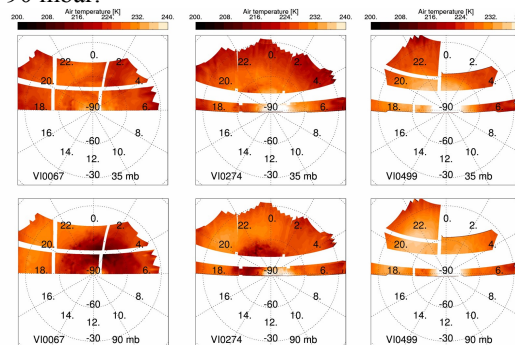 90 mbar.
Air temperature [K] Air temperature [K] Air temperature [K]
200. 208. 216. 224. 232. 240. 200. 208. 216. 224. 232. 240. 200. 208. 216. 224. 232.
0. 0. 0.
22. 2. 22. 2. 22. 2.
20. 4. 20. 4. 20. 4.
18. -90 6. 18. -90 6. 18. -90 6.
16. 8. 16. 8. 16. 8.
-60 -60 -60
14. 10. 14. 10. 14. 10.
12. 12. 12.
VI0067 -30 35 mb VI0274 -30 35 mb VI0499 -30 35 mb
0. 0. 0.
22. 2. 22. 2. 22. 2.
20. 4. 20. 4. 20. 4.
18. -90 6. 18. -90 6. 18. -90 6.
16. 8. 16. 8. 16. 8.
-60 -60 -60
14. 10. 14. 10. 14. 10.
12. 12. 12.
VI0067 -30 90 mb VI0274 -30 90 mb VI0499 -30 90 mb